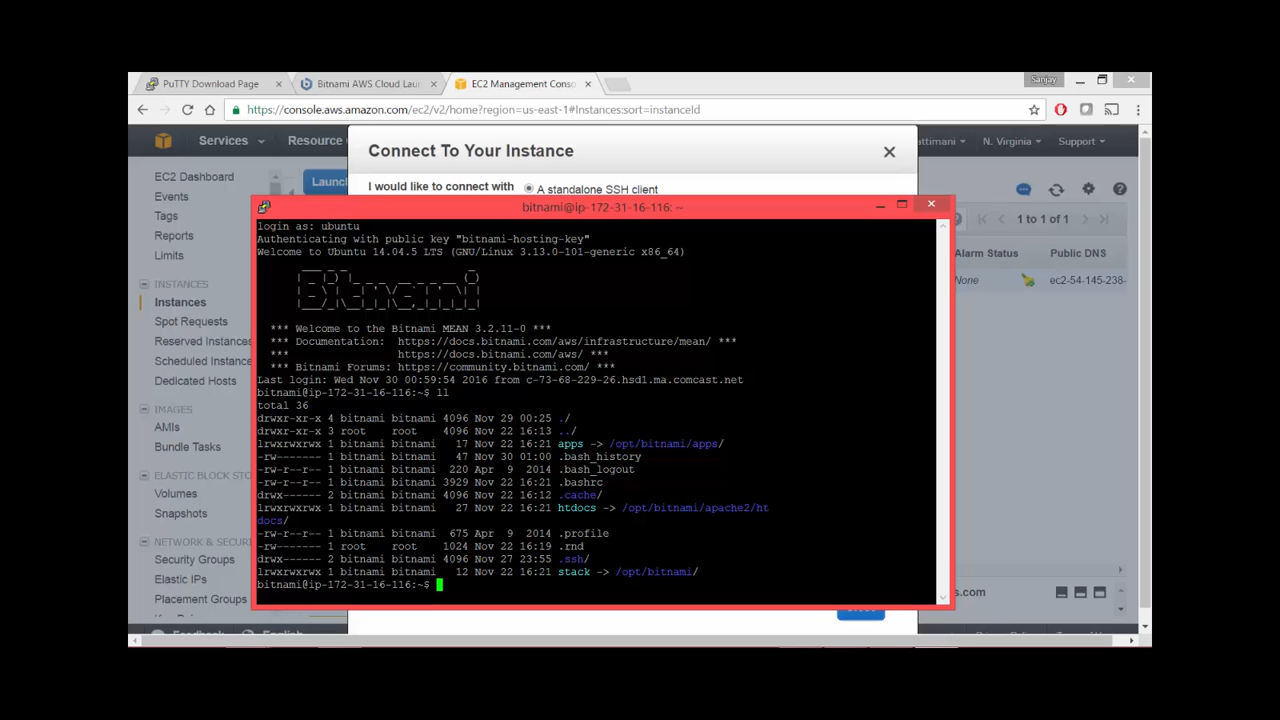 PuTTY Download Page
Bitnami AWS Cloud Laun
EC2 Management Conso
Sanjay
https://console.aws.amazon.com/ec2/v2/home?region=us-east-1#Instances:sort=instanceId
Services
Resource
attimani
N. Virginia
Support
Connect To Your Instance
I would like to connect with
A standalone SSH client
EC2 Dashboard
Events
Tags
Reports
Limits
INSTANCES
Instances
Spot Requests
Reserved Instances
Scheduled Instance
Dedicated Hosts
IMAGES
AMIs
Bundle Tasks
ELASTIC BLOCK STO
Volumes
Snapshots
NETWORK & SECURI
Security Groups
Elastic IPs
Placement Groups
Feedback
English
Launc
1 to 1 of 1
Alarm Status
Public DNS
None
ec2-54-145-238-
bitnami@ip-172-31-16-116: ~
login as: ubuntu
Authenticating with public key "bitnami-hosting-key"
Welcome to Ubuntu 14.04.5 LTS (GNU/Linux 3.13.0-101-generic x86_64)
Bitnami
*** Welcome to the Bitnami MEAN 3.2.11-0 ***
*** Documentation: https://docs.bitnami.com/aws/infrastructure/mean/ ***
*** https://docs.bitnami.com/aws/ ***
*** Bitnami Forums: https://community.bitnami.com/ ***
Last login: Wed Nov 30 00:59:54 2016 from c-73-68-229-26.hsd1.ma.comcast.net
bitnami@ip-172-31-16-116:~$ ll
total 36
drwxr-xr-x 4 bitnami bitnami 4096 Nov 29 00:25 ./
drwxr-xr-x 3 root root 4096 Nov 22 16:13 ../
lrwxrwxrwx 1 bitnami bitnami 17 Nov 22 16:21 apps -> /opt/bitnami/apps/
-rw------- 1 bitnami bitnami 47 Nov 30 01:00 .bash_history
-rw-r--r-- 1 bitnami bitnami 220 Apr 9 2014 .bash_logout
-rw-r--r-- 1 bitnami bitnami 3929 Nov 22 16:21 .bashrc
drwx------ 2 bitnami bitnami 4096 Nov 22 16:12 .cache/
lrwxrwxrwx 1 bitnami bitnami 27 Nov 22 16:21 htdocs -> /opt/bitnami/apache2/ht
docs/
-rw-r--r-- 1 bitnami bitnami 675 Apr 9 2014 .profile
-rw------- 1 root root 1024 Nov 22 16:19 .rnd
drwx------ 2 bitnami bitnami 4096 Nov 27 23:55 .ssh/
lrwxrwxrwx 1 bitnami bitnami 12 Nov 22 16:21 stack -> /opt/bitnami/
bitnami@ip-172-31-16-116:~$
s.com